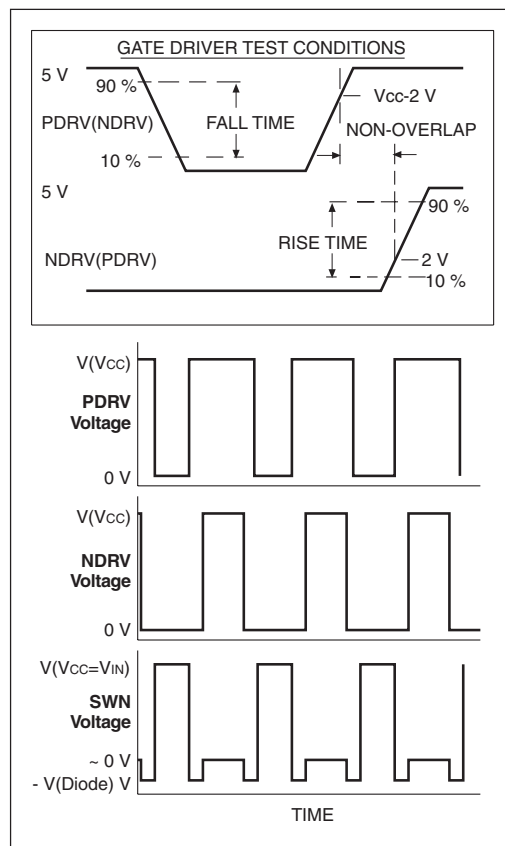 GATE DRIVER TEST CONDITIONS
5 V
90 %
Vcc-2 V
PDRV(NDRV)
FALL TIME
NON-OVERLAP
10 %
5 V
90 %
RISE TIME
NDRV(PDRV)
2 V
10 %
V(VCC)
PDRV
Voltage
0 V
V(VCC)
NDRV
Voltage
0 V
V(VCC=VIN)
SWN
Voltage
~ 0 V
- V(Diode) V
TIME